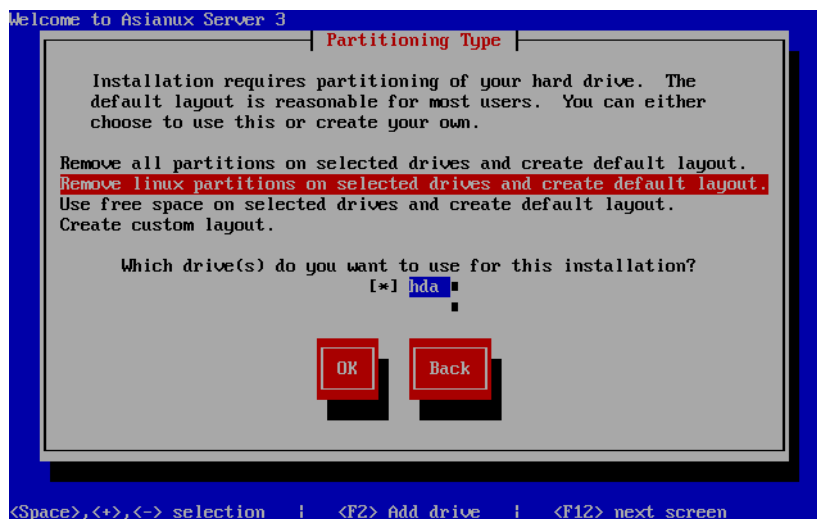 Welcome to Asianux Server 3
Partitioning Type
Installation requires partitioning of your hard drive. The
default layout is reasonable for most users. You can either
choose to use this or create your own.
Remove all partitions on selected drives and create default layout.
Remove linux partitions on selected drives and create default layout.
Use free space on selected drives and create default layout.
Create custom layout.
Which drive(s) do you want to use for this installation?
[*] hda
OK Back
<Space>,<+>,<-> selection | <F2> Add drive | <F12> next screen